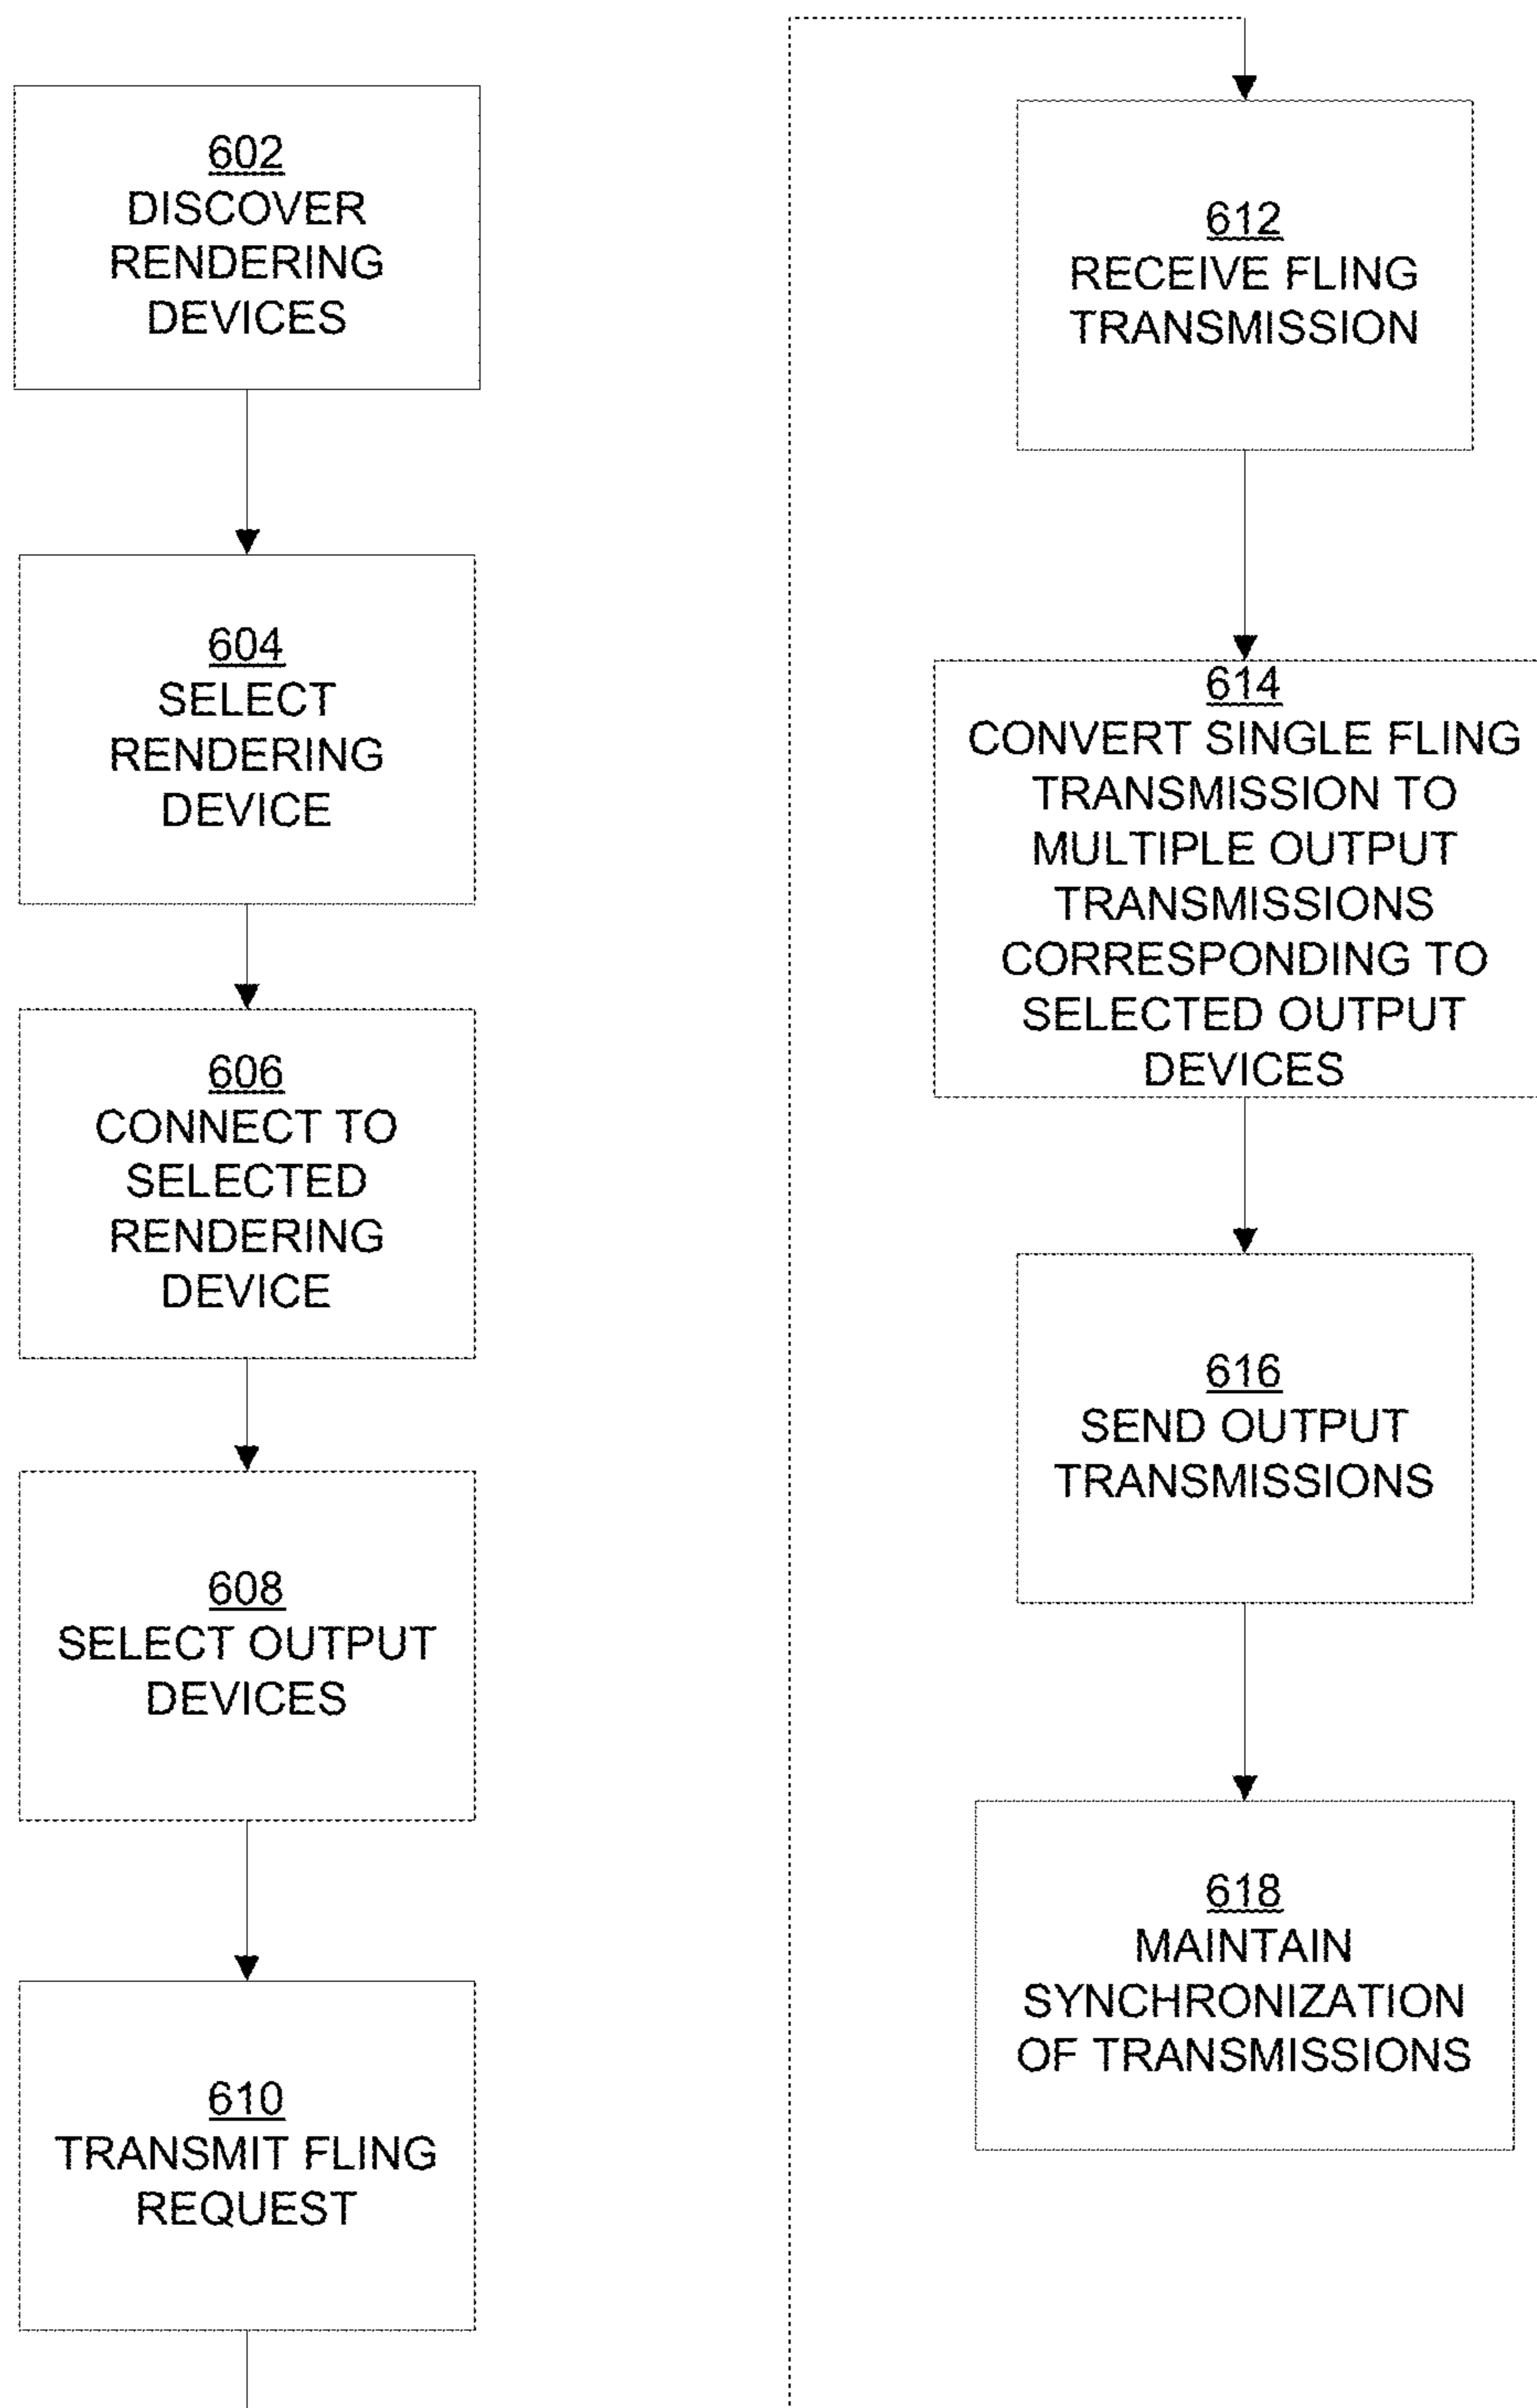 602
DISCOVER
RENDERING
DEVICES
604
SELECT
RENDERING
DEVICE
606
CONNECT TO
SELECTED
RENDERING
DEVICE
608
SELECT OUTPUT
DEVICES
610
TRANSMIT FLING
REQUEST
612
RECEIVE FLING
TRANSMISSION
614
CONVERT SINGLE FLING
TRANSMISSION TO
MULTIPLE OUTPUT
TRANSMISSIONS
CORRESPONDING TO
SELECTED OUTPUT
DEVICES
616
SEND OUTPUT
TRANSMISSIONS
618
MAINTAIN
SYNCHRONIZATION
OF TRANSMISSIONS